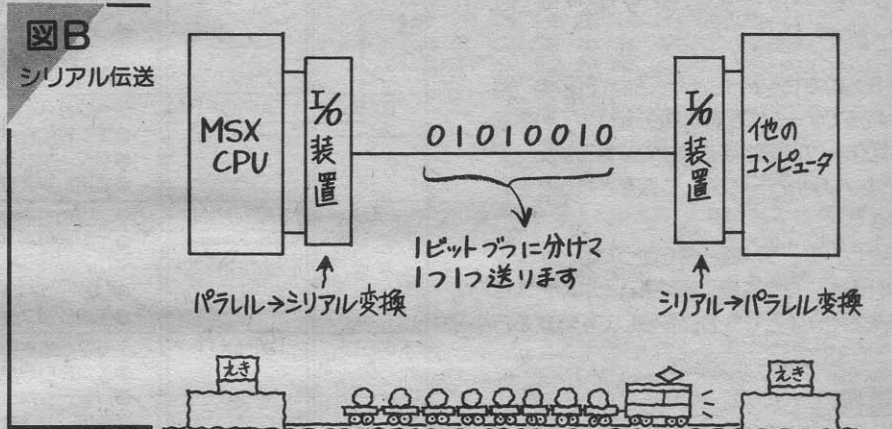 図B
シリアル伝送
MSX
CPU
I/O
装置
01010010
1ビットづつに分けて
1つ1つ送ります
I/O
装置
他の
コンピュータ
パラレル→シリアル変換
シリアル→パラレル変換
えき
えき